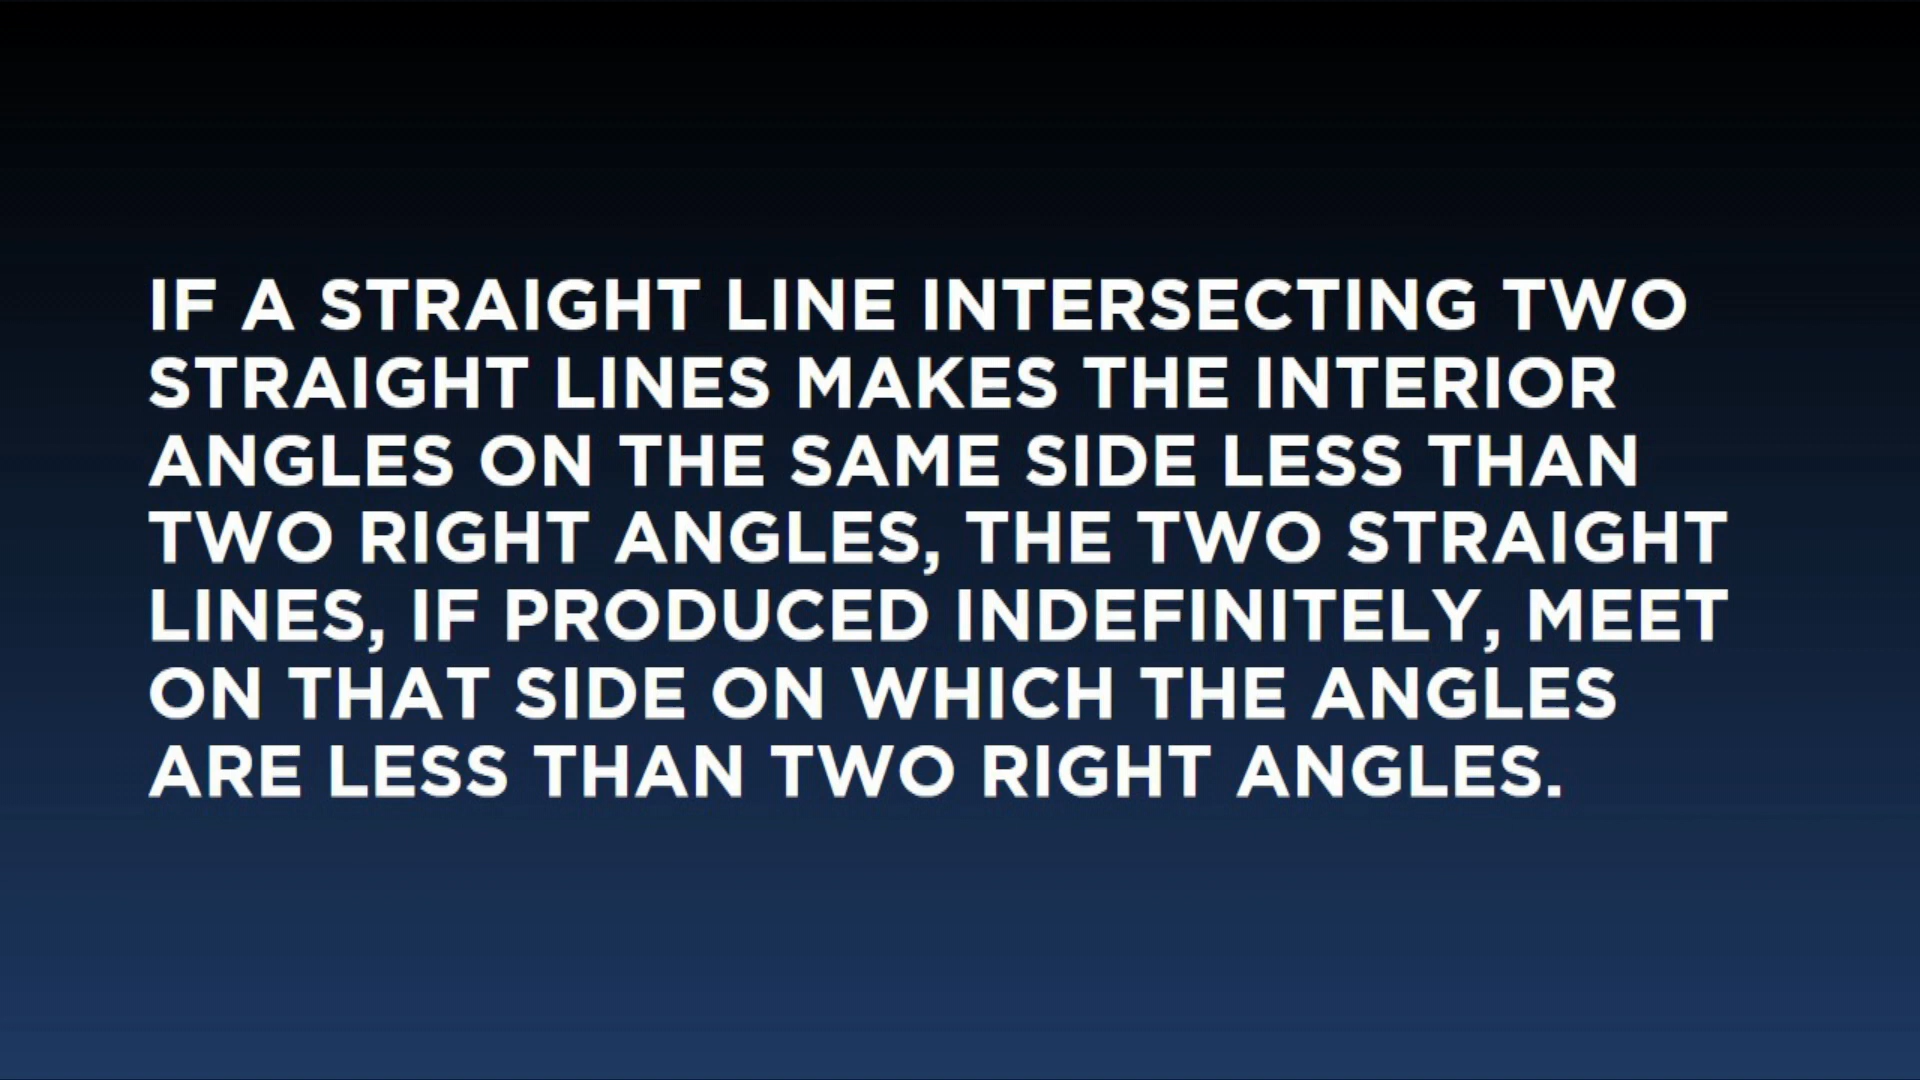 IF A STRAIGHT LINE INTERSECTING TWO
STRAIGHT LINES MAKES THE INTERIOR
ANGLES ON THE SAME SIDE LESS THAN
TWO RIGHT ANGLES, THE TWO STRAIGHT
LINES, IF PRODUCED INDEFINITELY, MEET
ON THAT SIDE ON WHICH THE ANGLES
ARE LESS THAN TWO RIGHT ANGLES.